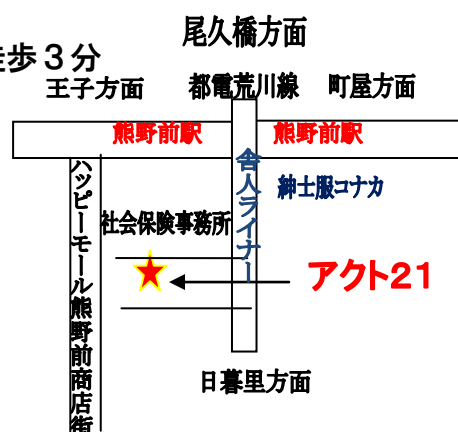 尾久橋方面
徒歩３分
王子方面
都電荒川線
町屋方面
熊野前駅
熊野前駅
舎人ライナー
紳士服コナカ
ハッピーモール熊野前商店街
社会保険事務所
アクト21
日暮里方面